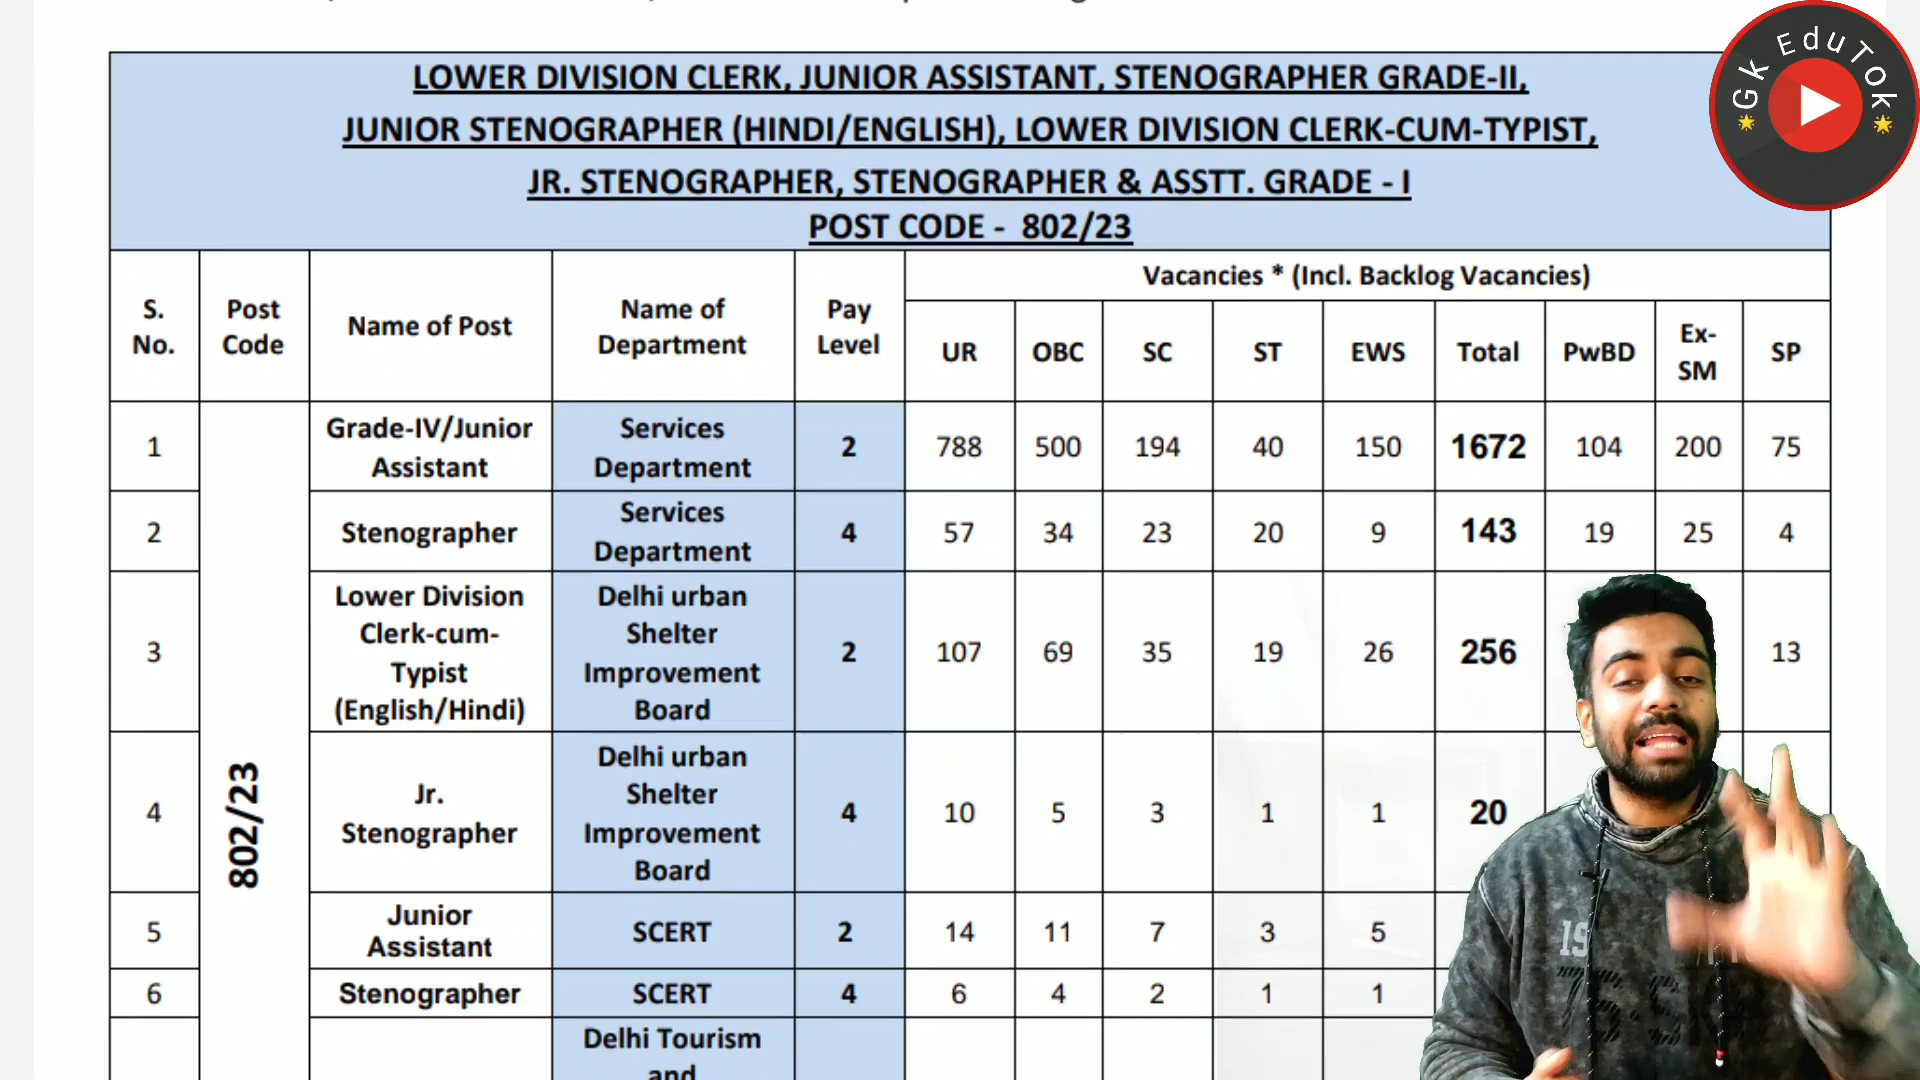 Gk EduTok
LOWER DIVISION CLERK, JUNIOR ASSISTANT, STENOGRAPHER GRADE-II,
JUNIOR STENOGRAPHER (HINDI/ENGLISH), LOWER DIVISION CLERK-CUM-TYPIST,
JR. STENOGRAPHER, STENOGRAPHER & ASSTT. GRADE - I
POST CODE - 802/23
S. No. Post Code Name of Post Name of Department Pay Level Vacancies * (Incl. Backlog Vacancies)
UR OBC SC ST EWS Total PwBD Ex-SM SP
802/23
1 Grade-IV/Junior Assistant Services Department 2 788 500 194 40 150 1672 104 200 75
2 Stenographer Services Department 4 57 34 23 20 9 143 19 25 4
3 Lower Division Clerk-cum-Typist (English/Hindi) Delhi urban Shelter Improvement Board 2 107 69 35 19 26 256 13
4 Jr. Stenographer Delhi urban Shelter Improvement Board 4 10 5 3 1 1 20
5 Junior Assistant SCERT 2 14 11 7 3 5
6 Stenographer SCERT 4 6 4 2 1 1
Delhi Tourism
and